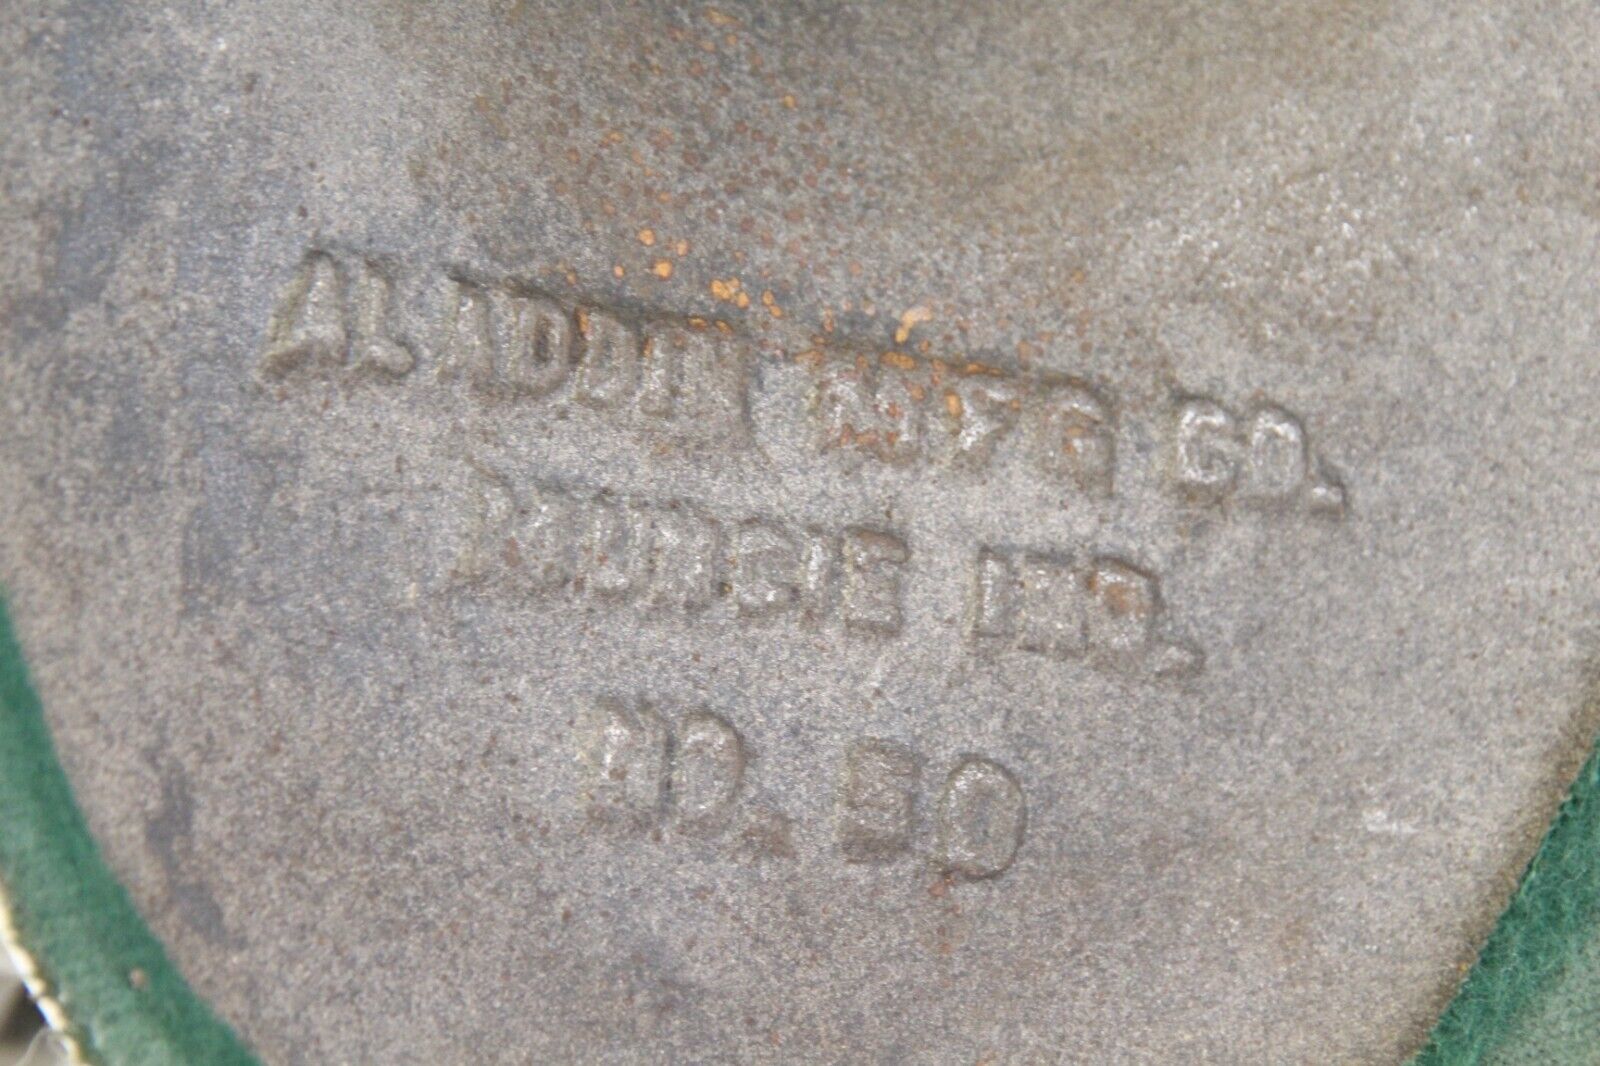 ALADDIN MFG CO.
MUNCIE IND.
NO. 50